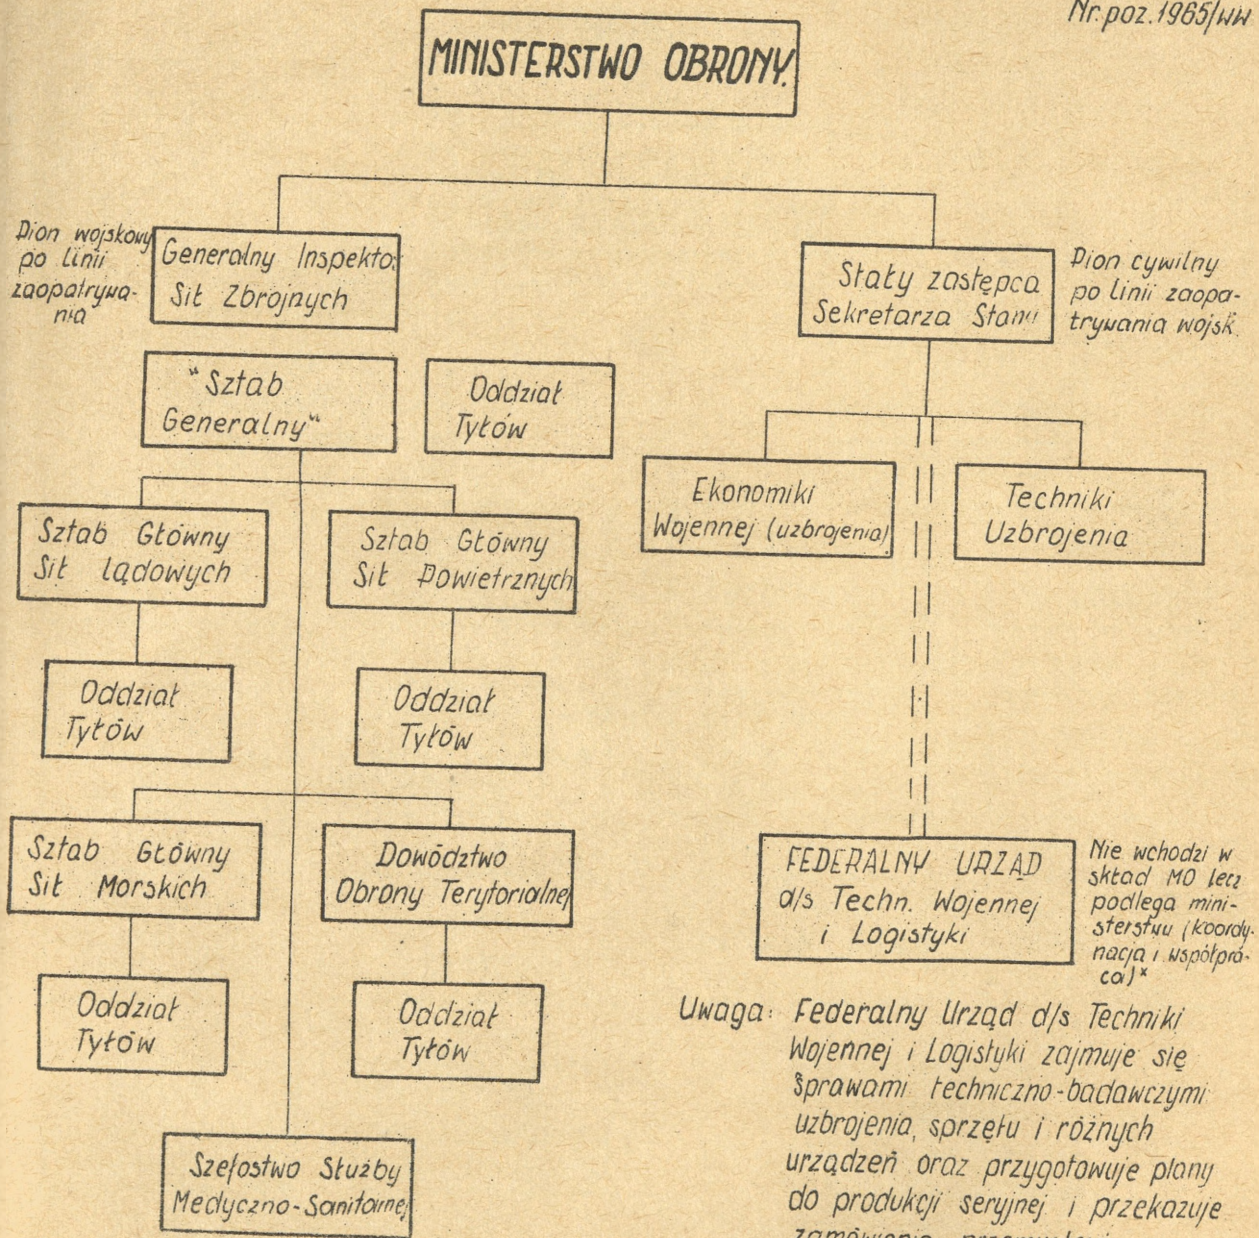 Nr. poz. 1965/WW
MINISTERSTWO OBRONY.
Pion wojskowy
po linii
zaopatrywa-
nia
Generalny Inspektor
Sił Zbrojnych
Stały zastępca
Sekretarza Stanu
Pion cywilny
po linii zaopa-
trywania wojsk.
"Sztab
Generalny"
Oddział
Tyłów
Ekonomiki
Wojennej (uzbrojenia)
Techniki
Uzbrojenia
Sztab Główny
Sił Lądowych
Sztab Główny
Sił Powietrznych
Oddział
Tyłów
Oddział
Tyłów
Sztab Główny
Sił Morskich
Dowództwo
Obrony Terytorialnej
FEDERALNY URZĄD
d/s Techn. Wojennej
i Logistyki
Nie wchodzi w
skład MO lecz
podlega mini-
sterstwu (koordy-
nacja i współpra-
ca)x
Oddział
Tyłów
Oddział
Tyłów
Szefostwo Służby
Medyczno-Sanitarnej
Uwaga: Federalny Urząd d/s Techniki
Wojennej i Logistyki zajmuje się
sprawami techniczno-badawczymi
uzbrojenia, sprzętu i różnych
urządzeń oraz przygotowuje plany
do produkcji seryjnej i przekazuje
zamówienia